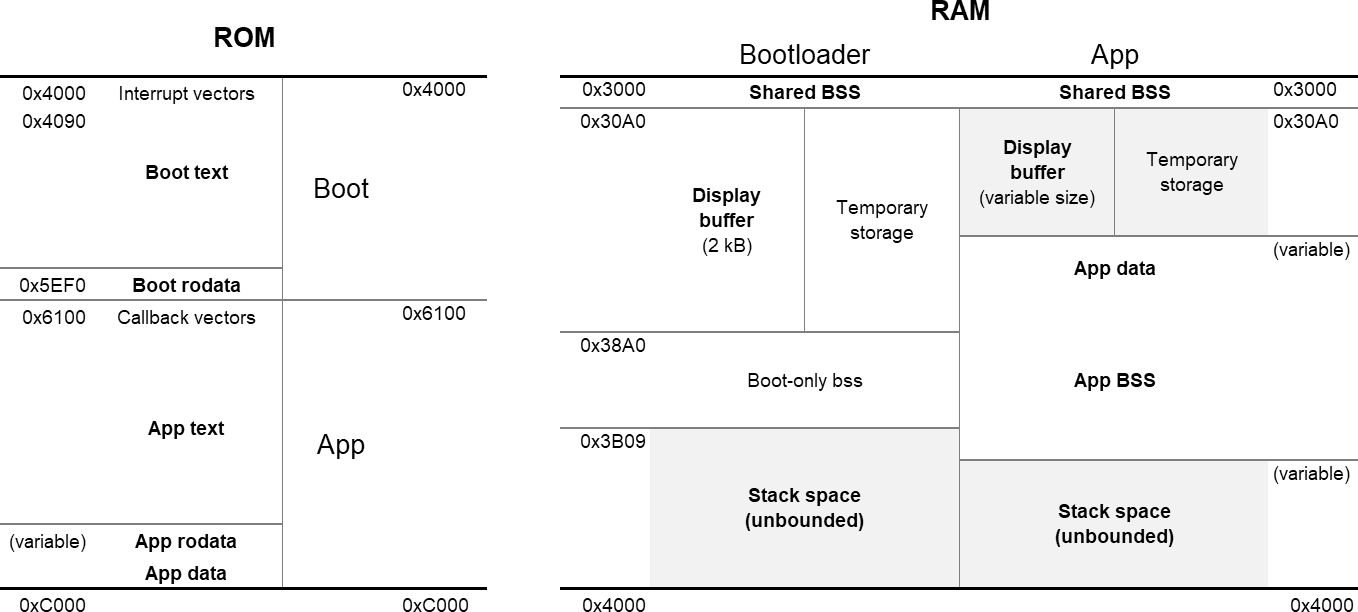 ROM
0x4000 Interrupt vectors 0x4000
0x4090
Boot text
Boot
0x5EF0 Boot rodata
0x6100 Callback vectors 0x6100
App text
App
(variable) App rodata
App data
0xC000 0xC000
RAM
Bootloader App
0x3000 Shared BSS Shared BSS 0x3000
0x30A0 0x30A0
Display
buffer
(2 kB)
Temporary
storage
Display
buffer
(variable size)
Temporary
storage
(variable)
App data
0x38A0
Boot-only bss
App BSS
0x3B09
(variable)
Stack space
(unbounded)
Stack space
(unbounded)
0x4000 0x4000